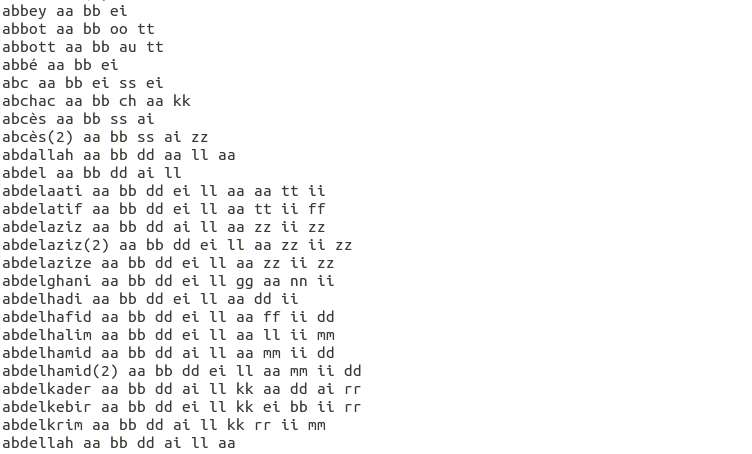 abbey aa bb ei
abbot aa bb oo tt
abbott aa bb au tt
abbé aa bb ei
abc aa bb ei ss ei
abchac aa bb ch aa kk
abcès aa bb ss ai
abcès(2) aa bb ss ai zz
abdallah aa bb dd aa ll aa
abdel aa bb dd ai ll
abdelaati aa bb dd ei ll aa aa tt ii
abdelatif aa bb dd ei ll aa tt ii ff
abdelaziz aa bb dd ai ll aa zz ii zz
abdelaziz(2) aa bb dd ei ll aa zz ii zz
abdelazize aa bb dd ei ll aa zz ii zz
abdelghani aa bb dd ei ll gg aa nn ii
abdelhadi aa bb dd ei ll aa dd ii
abdelhafid aa bb dd ei ll aa ff ii dd
abdelhalim aa bb dd ei ll aa ll ii mm
abdelhamid aa bb dd ai ll aa mm ii dd
abdelhamid(2) aa bb dd ei ll aa mm ii dd
abdelkader aa bb dd ai ll kk aa dd ai rr
abdelkebir aa bb dd ei ll kk ei bb ii rr
abdelkrim aa bb dd ai ll kk rr ii mm
abdellah aa bb dd ai ll aa